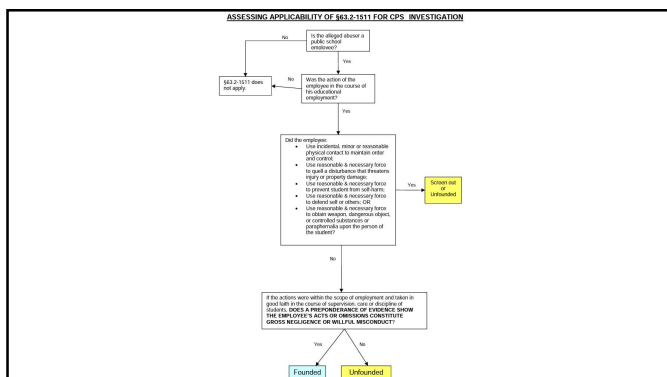 ASSESSING APPLICABILITY OF §63.2-1511 FOR CPS INVESTIGATION
Is the alleged abuser a
public school
employee?
No
Yes
§63.2-1511 does
not apply.
No
Was the action of the
employee in the course of
his educational
employment?
Yes
Did the employee:
• Use incidental, minor or reasonable
physical contact to maintain order
and control.
• Use reasonable & necessary force
to quell a disturbance that threatens
injury or property damage;
• Use reasonable & necessary force
to prevent student from self-harm;
• Use reasonable & necessary force
to defend self or others; OR
• Use reasonable & necessary force
to obtain weapon, dangerous object,
or controlled substances or
paraphernalia upon the person of
the student?
Yes
Screen out
or
Unfounded
No
If the actions were within the scope of employment and taken in
good faith in the course of supervision, care or discipline of
students, DOES A PREPONDERANCE OF EVIDENCE SHOW
THE EMPLOYEE'S ACTS OR OMISSIONS CONSTITUTE
GROSS NEGLIGENCE OR WILLFUL MISCONDUCT?
Yes
No
Founded
Unfounded